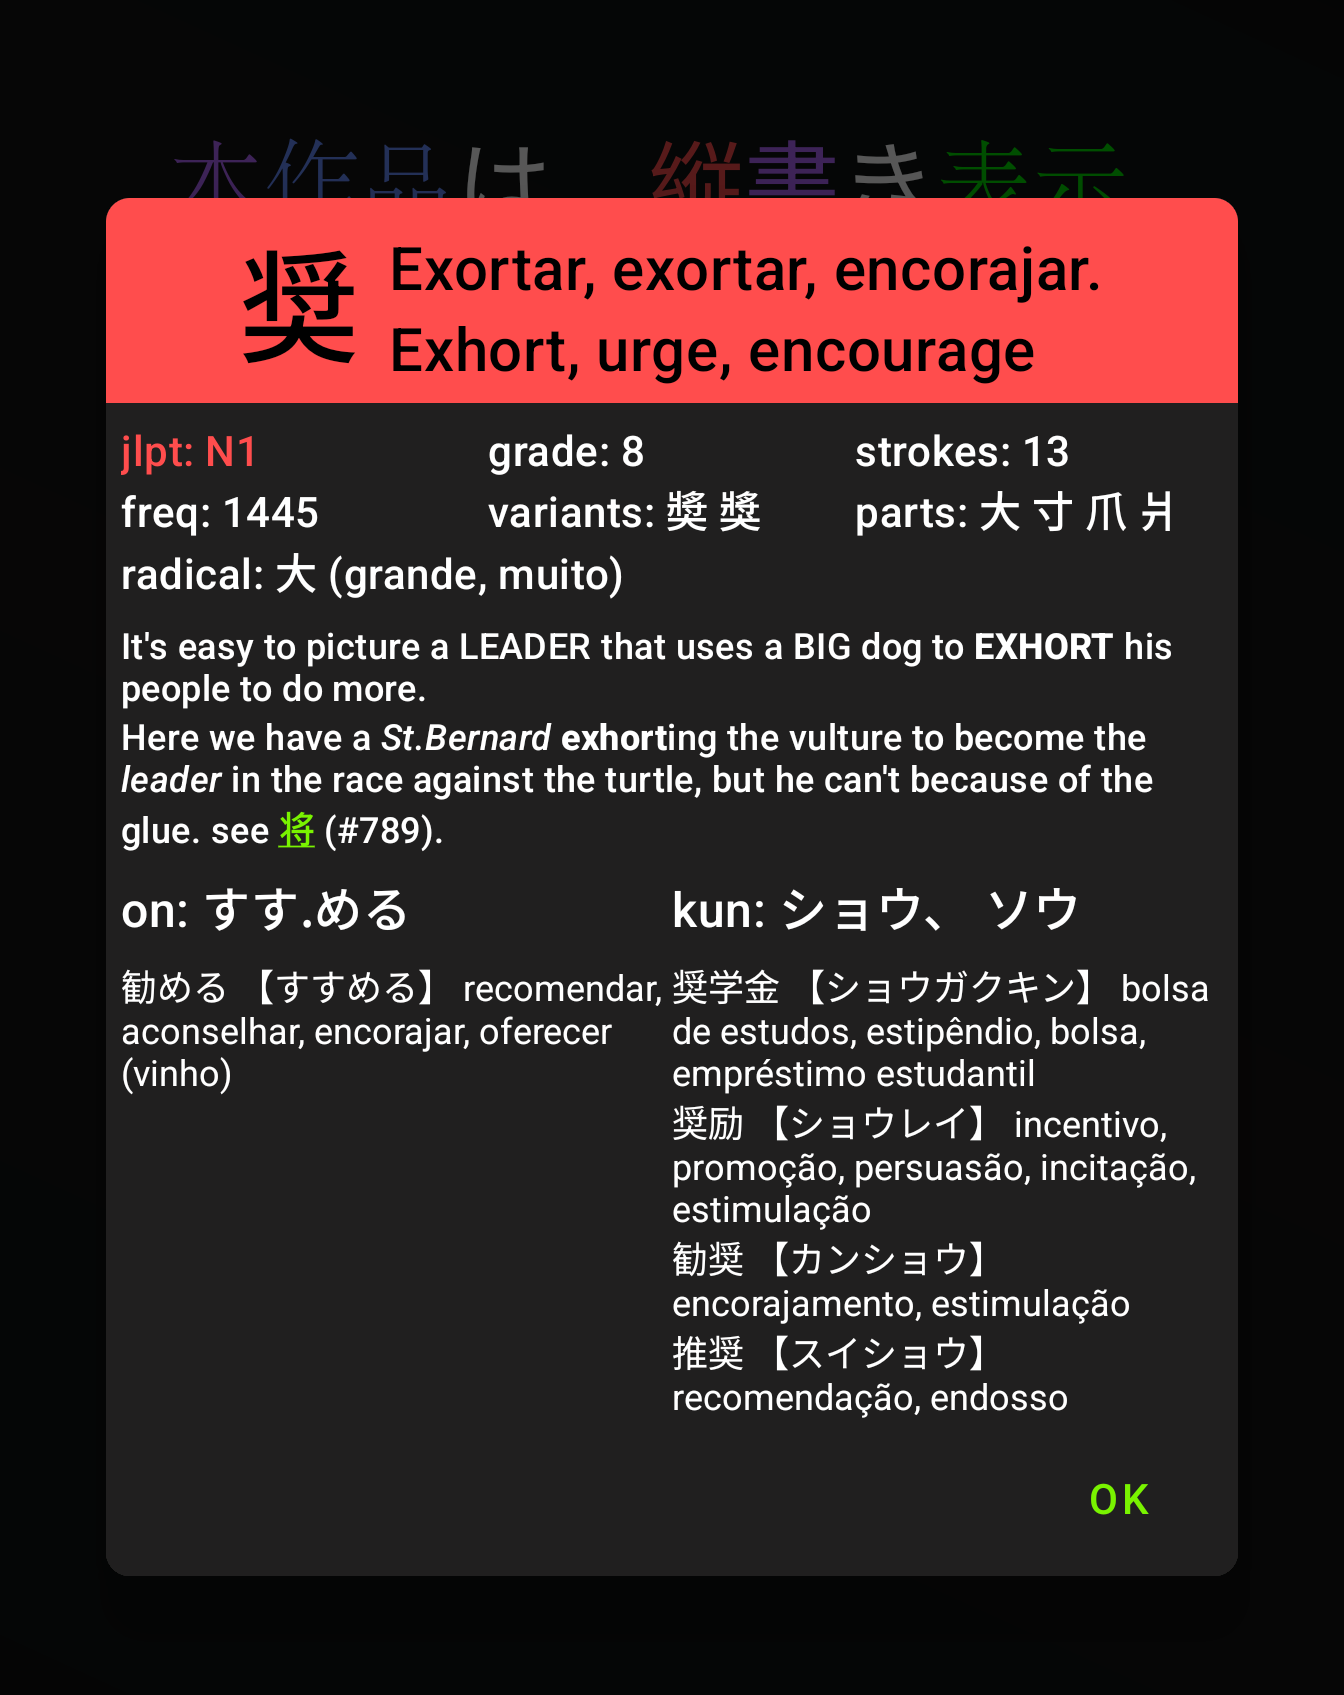 本作品は、縦書き表示
奨
Exortar, exortar, encorajar.
Exhort, urge, encourage
jlpt: N1 grade: 8 strokes: 13
freq: 1445 variants: 奬 獎 parts: 大 寸 爪 爿
radical: 大 (grande, muito)
It's easy to picture a LEADER that uses a BIG dog to EXHORT his
people to do more.
Here we have a St.Bernard exhorting the vulture to become the
leader in the race against the turtle, but he can't because of the
glue. see 将 (#789).
on: すす.める
勧める 【すすめる】 recomendar,
aconselhar, encorajar, oferecer
(vinho)
kun: ショウ、 ソウ
奨学金 【ショウガクキン】 bolsa
de estudos, estipêndio, bolsa,
empréstimo estudantil
奨励 【ショウレイ】 incentivo,
promoção, persuasão, incitação,
estimulação
勧奨 【カンショウ】
encorajamento, estimulação
推奨 【スイショウ】
recomendação, endosso
OK